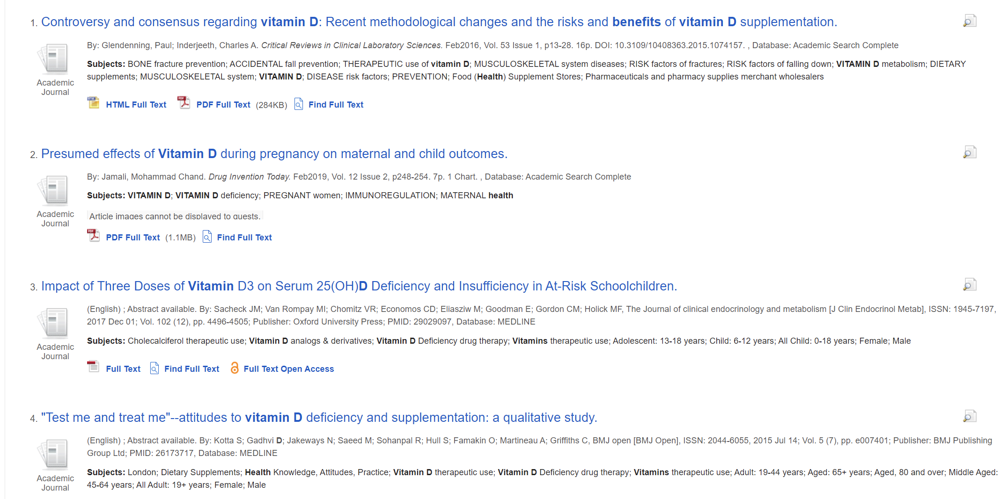 1. Controversy and consensus regarding vitamin D: Recent methodological changes and the risks and benefits of vitamin D supplementation.
By: Glendenning, Paul; Inderjeeth, Charles A. Critical Reviews in Clinical Laboratory Sciences. Feb2016, Vol. 53 Issue 1, p13-28. 16p. DOI: 10.3109/10408363.2015.1074157. , Database: Academic Search Complete
Subjects: BONE fracture prevention; ACCIDENTAL fall prevention; THERAPEUTIC use of vitamin D; MUSCULOSKELETAL system diseases; RISK factors of fractures; RISK factors of falling down; VITAMIN D metabolism; DIETARY
supplements; MUSCULOSKELETAL system; VITAMIN D; DISEASE risk factors; PREVENTION; Food (Health) Supplement Stores; Pharmaceuticals and pharmacy supplies merchant wholesalers
Academic
Journal
HTML Full Text PDF Full Text (284KB) Find Full Text
2. Presumed effects of Vitamin D during pregnancy on maternal and child outcomes.
By: Jamali, Mohammad Chand. Drug Invention Today. Feb2019, Vol. 12 Issue 2, p248-254. 7p. 1 Chart. , Database: Academic Search Complete
Subjects: VITAMIN D; VITAMIN D deficiency; PREGNANT women; IMMUNOREGULATION; MATERNAL health
Academic
Journal
Article images cannot be displayed to guests.
PDF Full Text (1.1MB) Find Full Text
3. Impact of Three Doses of Vitamin D3 on Serum 25(OH)D Deficiency and Insufficiency in At-Risk Schoolchildren.
(English) ; Abstract available. By: Sacheck JM; Van Rompay MI; Chomitz VR; Economos CD; Eliasziw M; Goodman E; Gordon CM; Holick MF, The Journal of clinical endocrinology and metabolism [J Clin Endocrinol Metab], ISSN: 1945-7197,
2017 Dec 01; Vol. 102 (12), pp. 4496-4505; Publisher: Oxford University Press; PMID: 29029097, Database: MEDLINE
Subjects: Cholecalciferol therapeutic use; Vitamin D analogs & derivatives; Vitamin D Deficiency drug therapy; Vitamins therapeutic use; Adolescent: 13-18 years; Child: 6-12 years; All Child: 0-18 years; Female; Male
Academic
Journal
Full Text Find Full Text Full Text Open Access
4. "Test me and treat me"--attitudes to vitamin D deficiency and supplementation: a qualitative study.
(English) ; Abstract available. By: Kotta S; Gadhvi D; Jakeways N; Saeed M; Sohanpal R; Hull S; Famakin O; Martineau A; Griffiths C, BMJ open [BMJ Open], ISSN: 2044-6055, 2015 Jul 14; Vol. 5 (7), pp. e007401; Publisher: BMJ Publishing
Group Ltd; PMID: 26173717, Database: MEDLINE
Subjects: London; Dietary Supplements; Health Knowledge, Attitudes, Practice; Vitamin D therapeutic use; Vitamin D Deficiency drug therapy; Vitamins therapeutic use; Adult: 19-44 years; Aged: 65+ years; Aged, 80 and over; Middle Aged:
45-64 years; All Adult: 19+ years; Female; Male
Academic
Journal